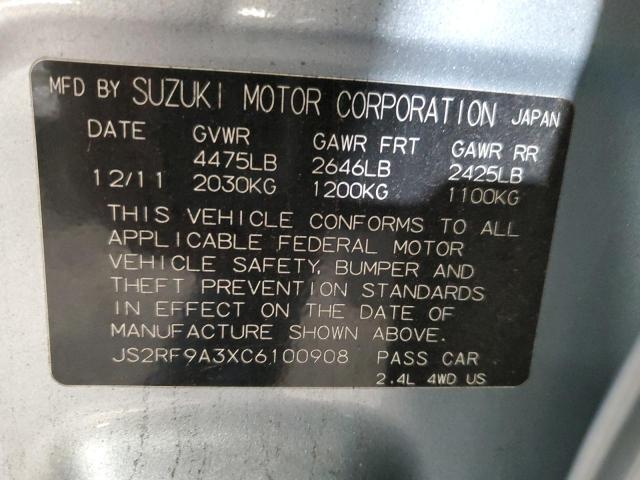 MFD BY SUZUKI MOTOR CORPORATION JAPAN
DATE GVWR GAWR FRT GAWR RR
4475LB 2646LB 2425LB
12/11 2030KG 1200KG 1100KG
THIS VEHICLE CONFORMS TO ALL
APPLICABLE FEDERAL MOTOR
VEHICLE SAFETY, BUMPER AND
THEFT PREVENTION STANDARDS
IN EFFECT ON THE DATE OF
MANUFACTURE SHOWN ABOVE.
JS2RF9A3XC6100908 PASS CAR
2.4L 4WD US